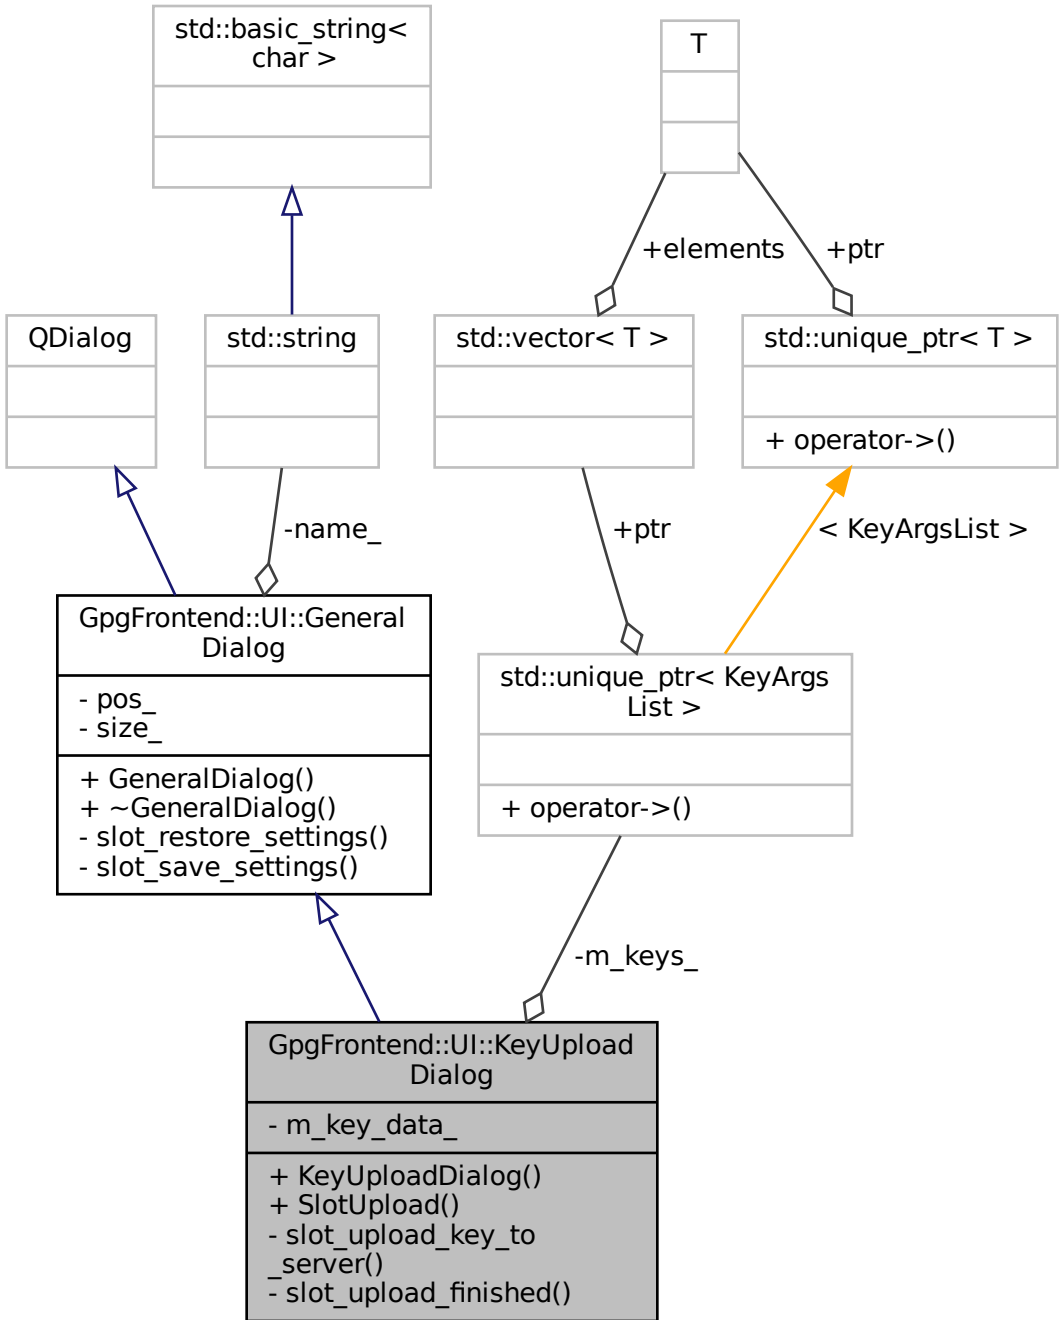 std::basic_string<
char >
T
+elements
+ptr
QDialog
std::string
std::vector< T >
std::unique_ptr< T >
+ operator->()
-name_
+ptr
< KeyArgsList >
GpgFrontend::UI::General
Dialog
- pos_
- size_
+ GeneralDialog()
+ ~GeneralDialog()
- slot_restore_settings()
- slot_save_settings()
std::unique_ptr< KeyArgs
List >
+ operator->()
-m_keys_
GpgFrontend::UI::KeyUpload
Dialog
- m_key_data_
+ KeyUploadDialog()
+ SlotUpload()
- slot_upload_key_to
_server()
- slot_upload_finished()